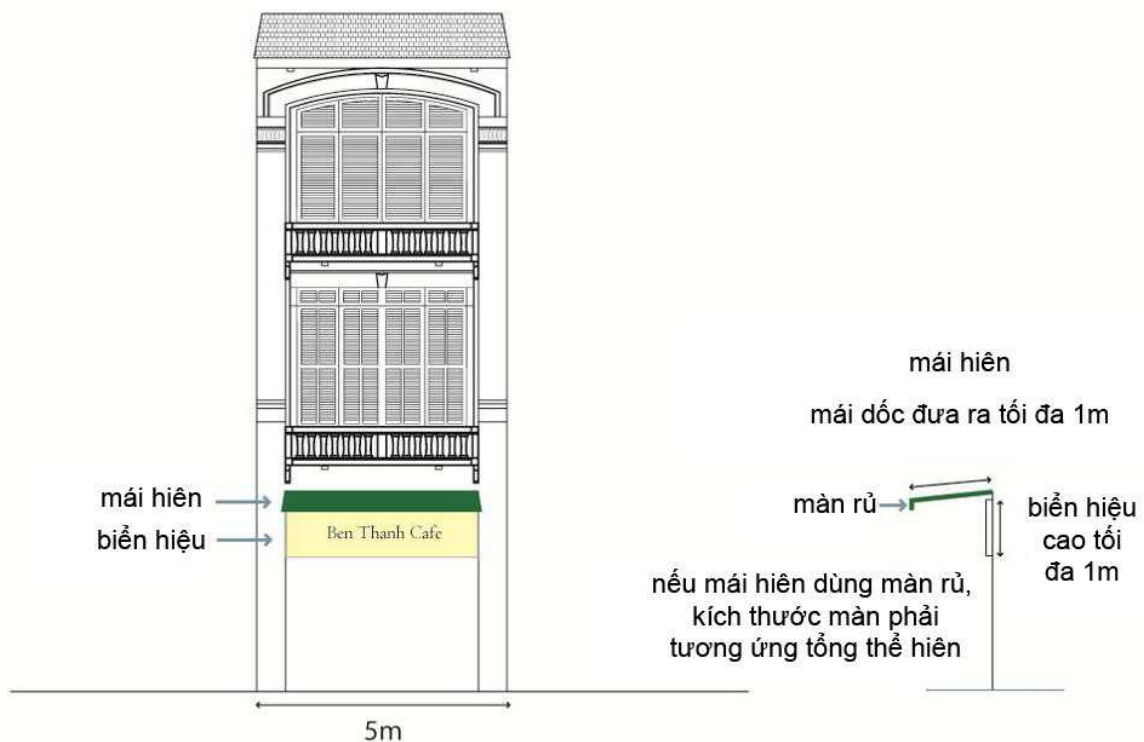 mái hiên
biển hiệu
Ben Thanh Cafe
5m
mái hiên
mái dốc đưa ra tối đa 1m
màn rủ
biển hiệu
cao tối
đa 1m
nếu mái hiên dùng màn rủ,
kích thước màn phải
tương ứng tổng thể hiên